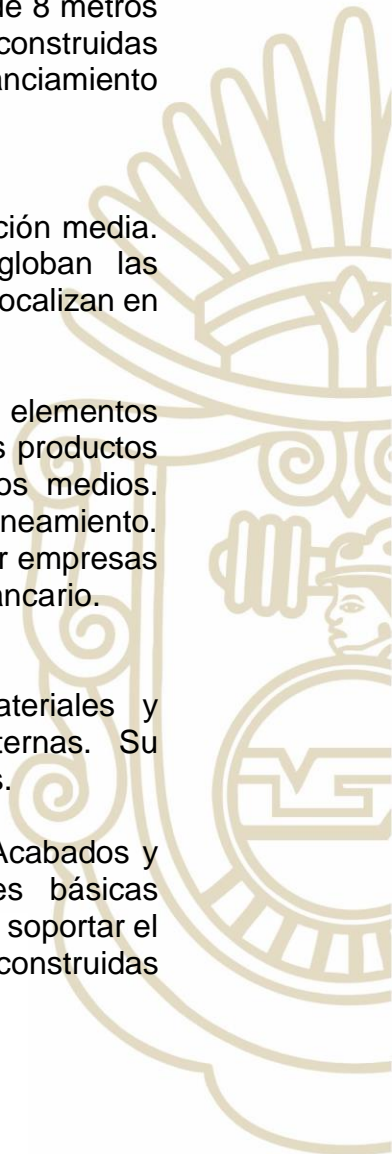 de 8 metros
construidas
anciamiento
ción media.
globan las
ocalizan en
elementos
s productos
os medios.
neamiento.
r empresas
ancario.
ateriales y
ternas. Su
s.
Acabados y
es básicas
soportar el
construidas